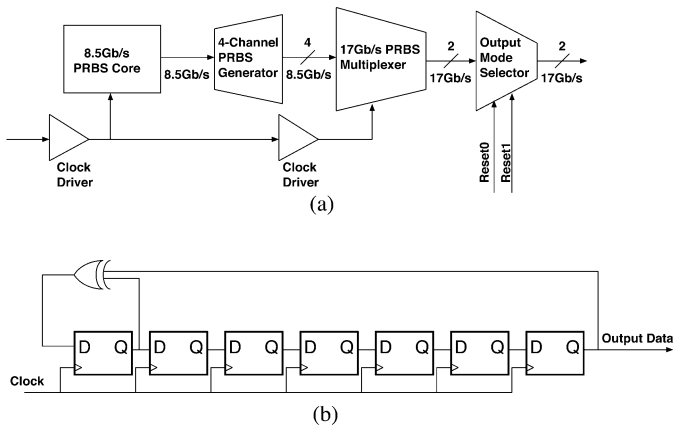 8.5Gb/s
PRBS Core
8.5Gb/s
4-Channel
PRBS
Generator
4
8.5Gb/s
17Gb/s PRBS
Multiplexer
2
17Gb/s
Output
Mode
Selector
2
17Gb/s
Clock
Driver
Clock
Driver
Reset0
Reset1
(a)
D Q D Q D Q D Q D Q D Q D Q
Output Data
Clock
(b)